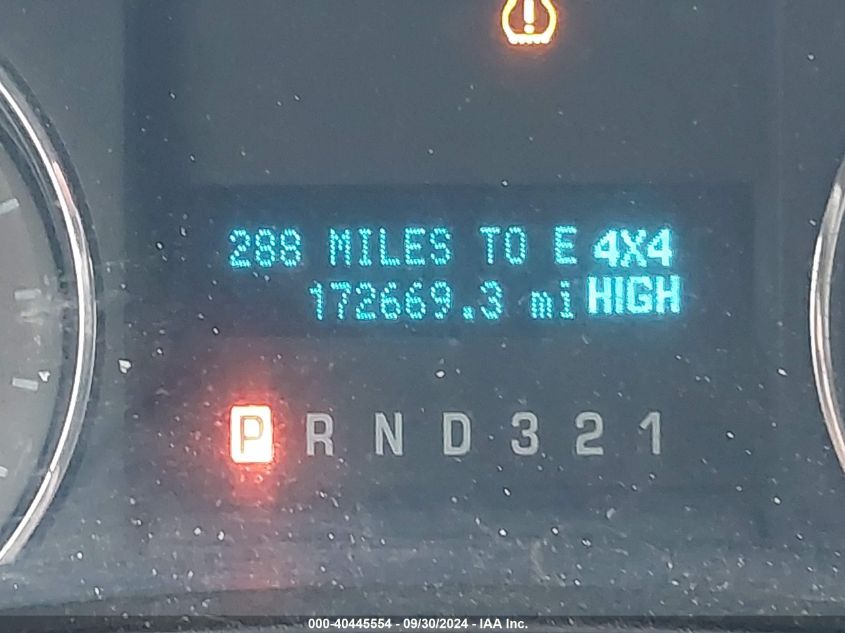 288 MILES TO E 4X4
172669.3 mi HIGH
P R N D 3 2 1
000-40445554 - 09/30/2024 - IAA Inc.